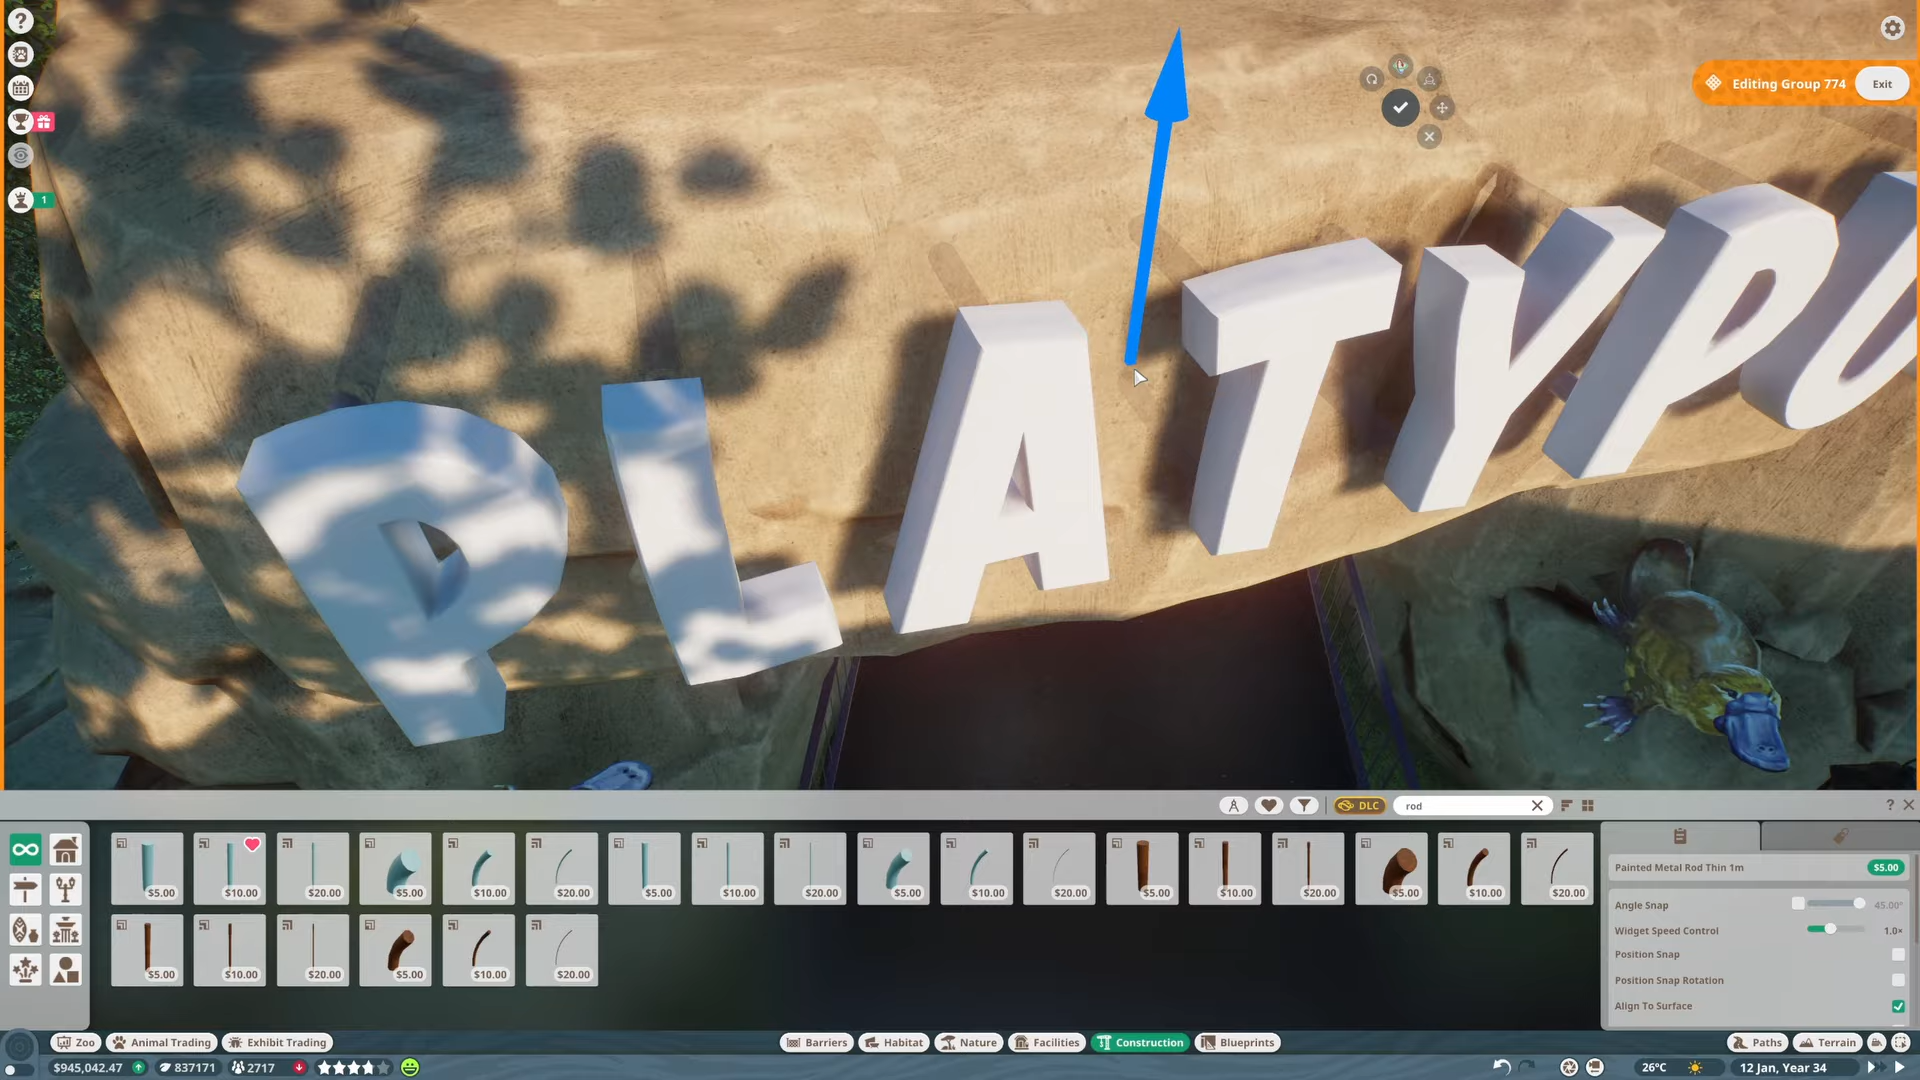 ?
Editing Group 774
Exit
1
PLATYPU
DLC
rod
?
$5.00 $10.00 $20.00 $5.00 $10.00 $20.00 $5.00 $10.00 $20.00 $5.00 $10.00 $20.00 $5.00 $10.00 $20.00 $5.00 $10.00 $20.00
$5.00 $10.00 $20.00 $5.00 $10.00 $20.00
Painted Metal Rod Thin 1m $5.00
Angle Snap 45.00°
Widget Speed Control 1.0×
Position Snap
Position Snap Rotation
Align To Surface
Zoo Animal Trading Exhibit Trading Barriers Habitat Nature Facilities Construction Blueprints Paths Terrain
$945,042.47 837171 2717 26°C 12 Jan, Year 34